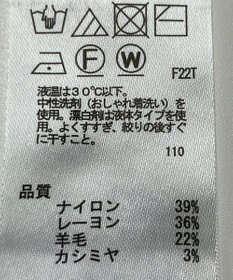 F W F22T
液温は30℃以下。
中性洗剤(おしゃれ着洗い)を
使用。漂白剤は液体タイプを使
用。よくすすぎ、絞りの後すぐ
に干すこと。
110
品質
ナイロン 39%
レーヨン 36%
羊毛 22%
カシミヤ 3%